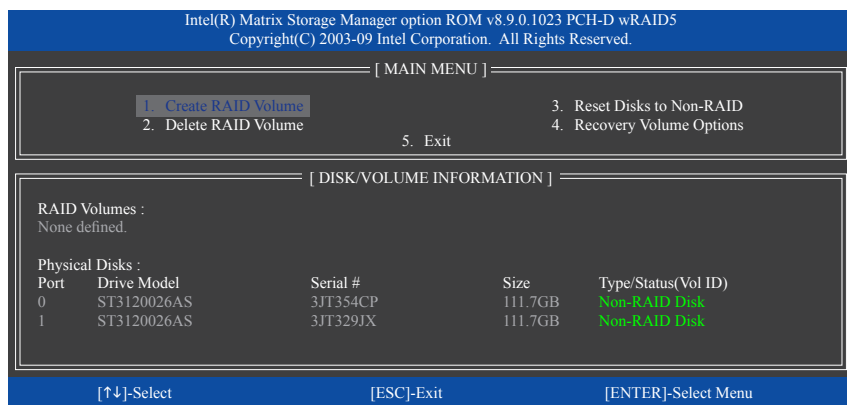 Intel(R) Matrix Storage Manager option ROM v8.9.0.1023 PCH-D wRAID5
Copyright(C) 2003-09 Intel Corporation. All Rights Reserved.
[ MAIN MENU ]
1. Create RAID Volume
2. Delete RAID Volume
3. Reset Disks to Non-RAID
4. Recovery Volume Options
5. Exit
[ DISK/VOLUME INFORMATION ]
RAID Volumes :
None defined.
Physical Disks :
Port Drive Model Serial # Size Type/Status(Vol ID)
0 ST3120026AS 3JT354CP 111.7GB Non-RAID Disk
1 ST3120026AS 3JT329JX 111.7GB Non-RAID Disk
[↑↓]-Select [ESC]-Exit [ENTER]-Select Menu